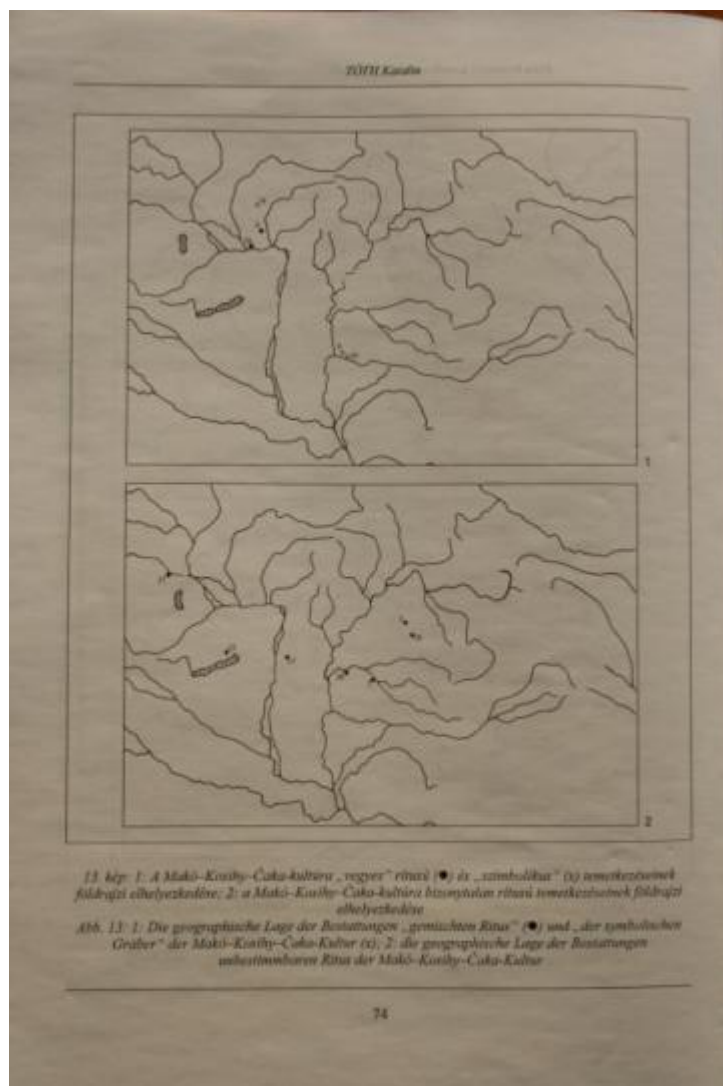 TÓTH Katalin
1
2
13. kép: 1: A Makó–Kosihy–Čaka-kultúra „vegyes” rítusú (●) és „szimbolikus” (x) temetkezéseinek
földrajzi elhelyezkedése; 2: a Makó–Kosihy–Čaka-kultúra bizonytalan rítusú temetkezéseinek földrajzi
elhelyezkedése
Abb. 13: 1: Die geographische Lage der Bestattungen „gemischten Ritus” (●) und „der symbolischen
Gräber” der Makó–Kosihy–Čaka-Kultur (x); 2: die geographische Lage der Bestattungen
unbestimmbaren Ritus der Makó–Kosihy–Čaka-Kultur
74